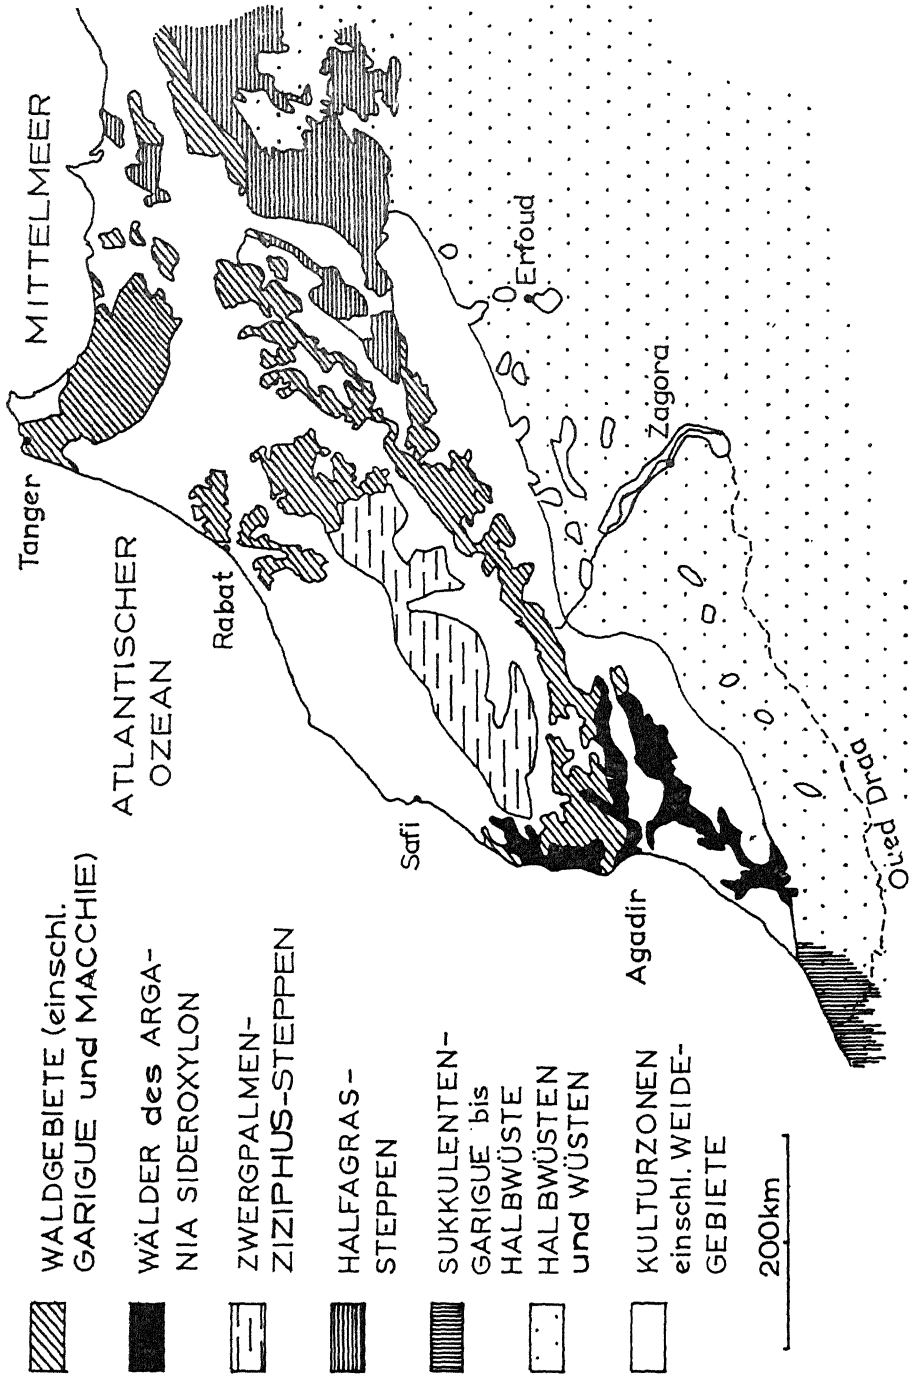 MITTELMEER
Tanger
ATLANTISCHER
OZEAN
Rabat
Safi
Agadir
Erfoud
Zagora
Oued Draa
WALDGEBIETE (einschl.
GARIGUE und MACCHIE)
WÄLDER des ARGA-
NIA SIDEROXYLON
ZWERGPALMEN-
ZIZIPHUS-STEPPEN
HALFAGRAS-
STEPPEN
SUKKULENTEN-
GARIGUE bis
HALBWÜSTE
HALBWÜSTEN
und WÜSTEN
KULTURZONEN
einschl. WEIDE-
GEBIETE
200km